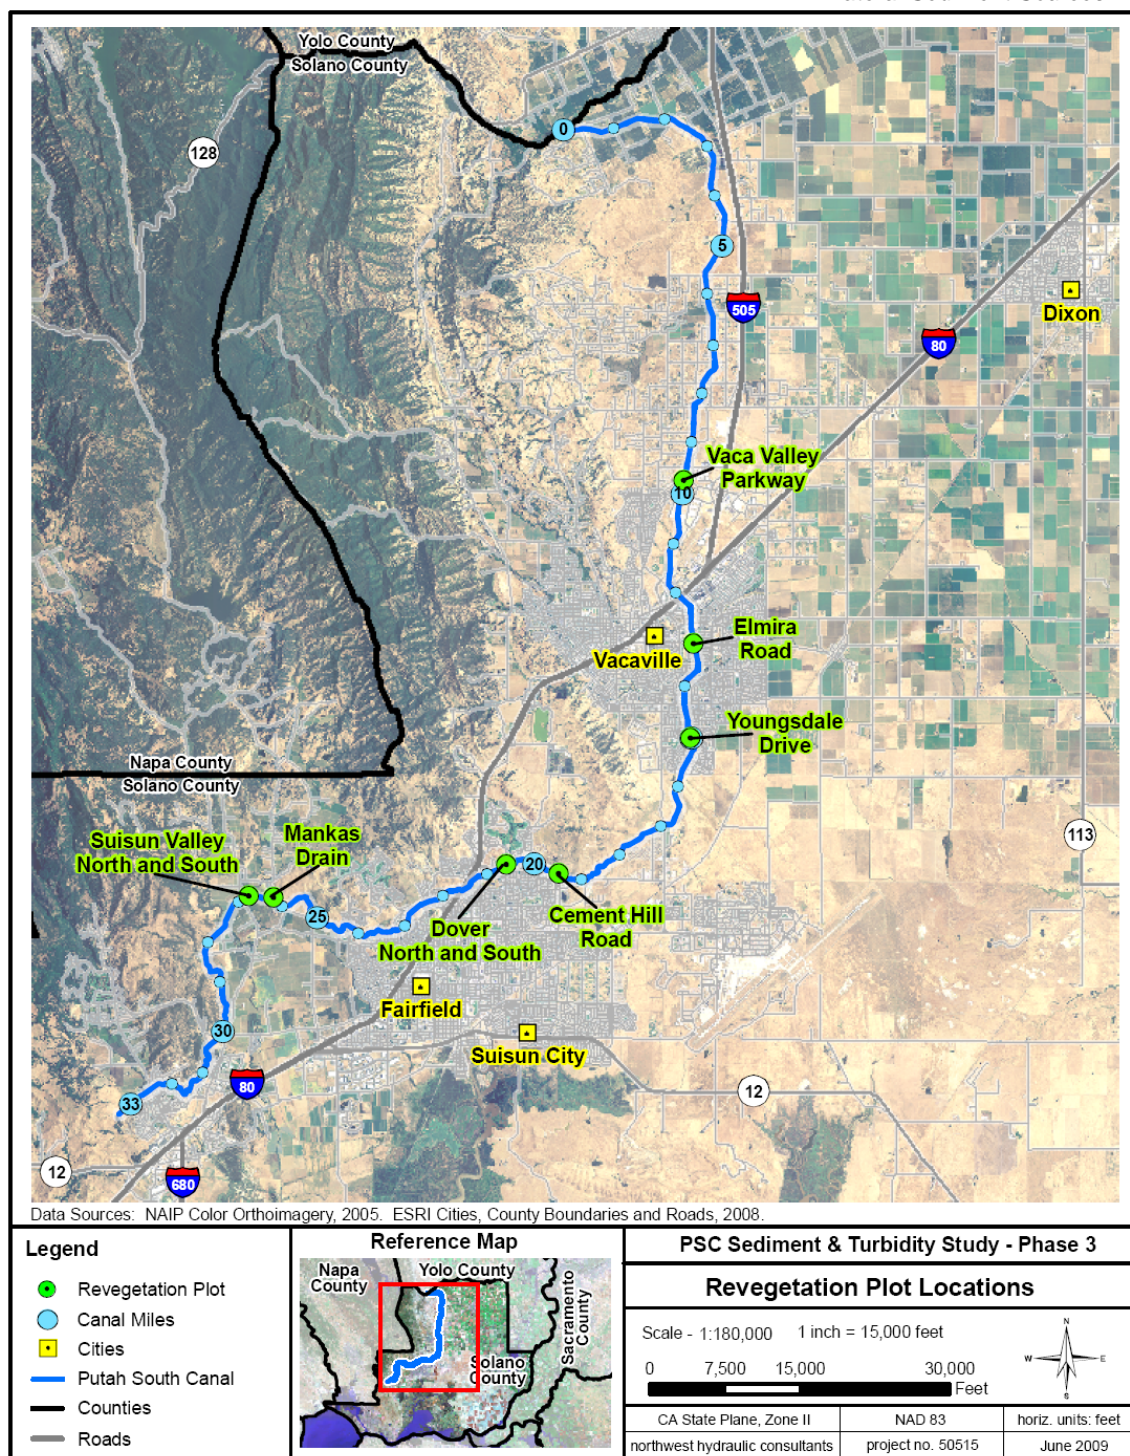 Yolo County
Solano County
128
0
5
505
80
Dixon
Vaca Valley
Parkway
10
Elmira
Road
Vacaville
Youngsdale
Drive
Napa County
Solano County
113
Suisun Valley
North and South
Mankas
Drain
20
25
Cement Hill
Road
Dover
North and South
Fairfield
30
Suisun City
80
12
33
12
680
Data Sources: NAIP Color Orthoimagery, 2005. ESRI Cities, County Boundaries and Roads, 2008.
Legend
Revegetation Plot
Canal Miles
Cities
Putah South Canal
Counties
Roads
Reference Map
Napa
County
Yolo County
Sacramento
County
Solano
County
PSC Sediment & Turbidity Study - Phase 3
Revegetation Plot Locations
Scale - 1:180,000 1 inch = 15,000 feet
0 7,500 15,000 30,000
Feet
N
W E
S
CA State Plane, Zone II NAD 83 horiz. units: feet
northwest hydraulic consultants project no. 50515 June 2009